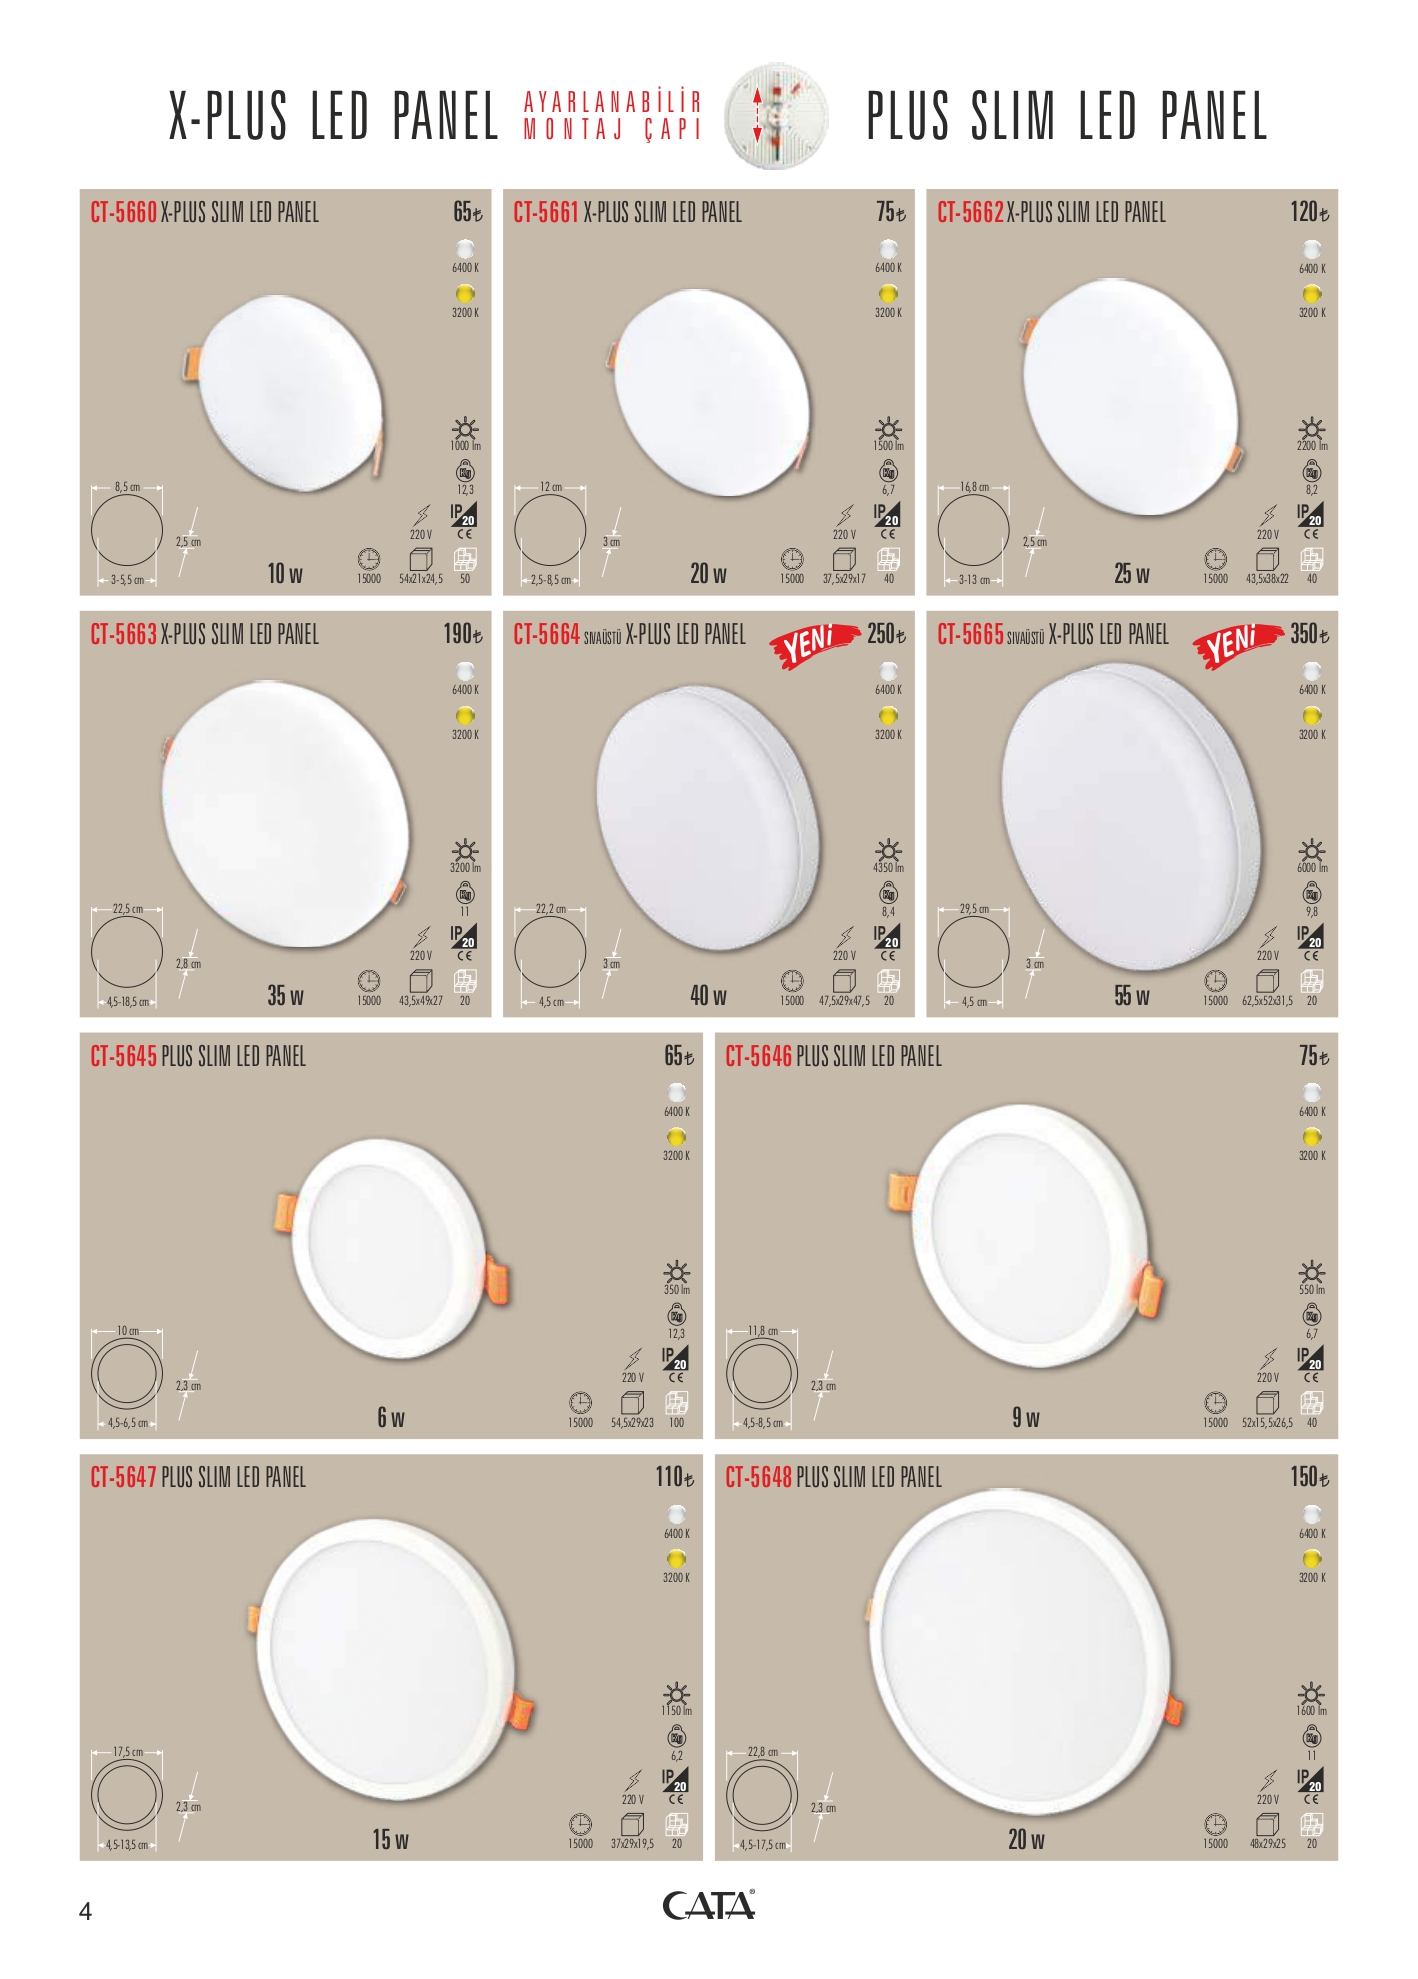 X-PLUS LED PANEL
AYARLANABİLİR
MONTAJ ÇAPI
PLUS SLIM LED PANEL
CT-5660 X-PLUS SLIM LED PANEL 65₺
6400 K
3200 K
1000 lm
Kg
12,3
8,5 cm
2,5 cm
3-5,5 cm
10 w
IP 20
220 V
CE
15000
54x21x24,5
50
CT-5661 X-PLUS SLIM LED PANEL 75₺
6400 K
3200 K
1500 lm
Kg
6,7
12 cm
3 cm
2,5-8,5 cm
20 w
IP 20
220 V
CE
15000
37,5x29x17
40
CT-5662 X-PLUS SLIM LED PANEL 120₺
6400 K
3200 K
2200 lm
Kg
8,2
16,8 cm
2,5 cm
3-13 cm
25 w
IP 20
220 V
CE
15000
43,5x38x22
40
CT-5663 X-PLUS SLIM LED PANEL 190₺
6400 K
3200 K
3200 lm
Kg
11
22,5 cm
2,8 cm
4,5-18,5 cm
35 w
IP 20
220 V
CE
15000
43,5x49x27
20
CT-5664 SIVAÜSTÜ X-PLUS LED PANEL YENİ 250₺
6400 K
3200 K
4350 lm
Kg
8,4
22,2 cm
3 cm
4,5 cm
40 w
IP 20
220 V
CE
15000
47,5x29x47,5
20
CT-5665 SIVAÜSTÜ X-PLUS LED PANEL YENİ 350₺
6400 K
3200 K
6000 lm
Kg
9,8
29,5 cm
3 cm
4,5 cm
55 w
IP 20
220 V
CE
15000
62,5x52x31,5
20
CT-5645 PLUS SLIM LED PANEL 65₺
6400 K
3200 K
350 lm
Kg
12,3
10 cm
2,3 cm
4,5-6,5 cm
6 w
IP 20
220 V
CE
15000
54,5x29x23
100
CT-5646 PLUS SLIM LED PANEL 75₺
6400 K
3200 K
550 lm
Kg
6,7
11,8 cm
2,3 cm
4,5-8,5 cm
9 w
IP 20
220 V
CE
15000
52x15,5x26,5
40
CT-5647 PLUS SLIM LED PANEL 110₺
6400 K
3200 K
1150 lm
Kg
6,2
17,5 cm
2,3 cm
4,5-13,5 cm
15 w
IP 20
220 V
CE
15000
37x29x19,5
20
CT-5648 PLUS SLIM LED PANEL 150₺
6400 K
3200 K
1600 lm
Kg
11
22,8 cm
2,3 cm
4,5-17,5 cm
20 w
IP 20
220 V
CE
15000
48x29x25
20
4
CATA®